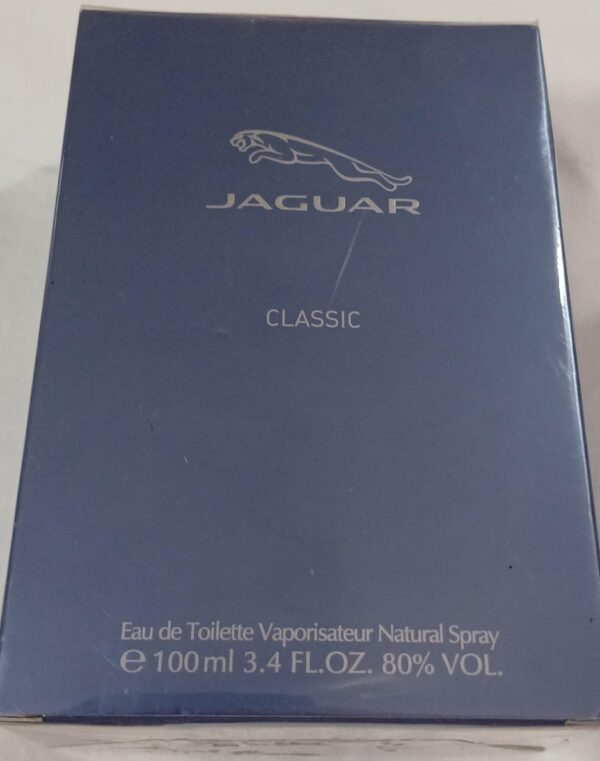 JAGUAR
CLASSIC
Eau de Toilette Vaporisateur Natural Spray
℮ 100 ml 3.4 FL.OZ. 80% VOL.